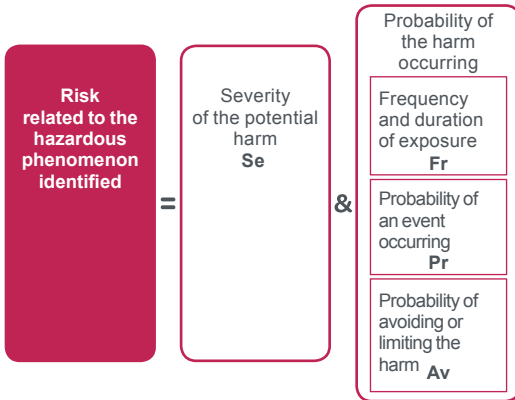 Risk
related to the
hazardous
phenomenon
identified
=
Severity
of the potential
harm
Se
&
Probability of
the harm
occurring
Frequency
and duration
of exposure
Fr
Probability of
an event
occurring
Pr
Probability of
avoiding or
limiting the
harm Av